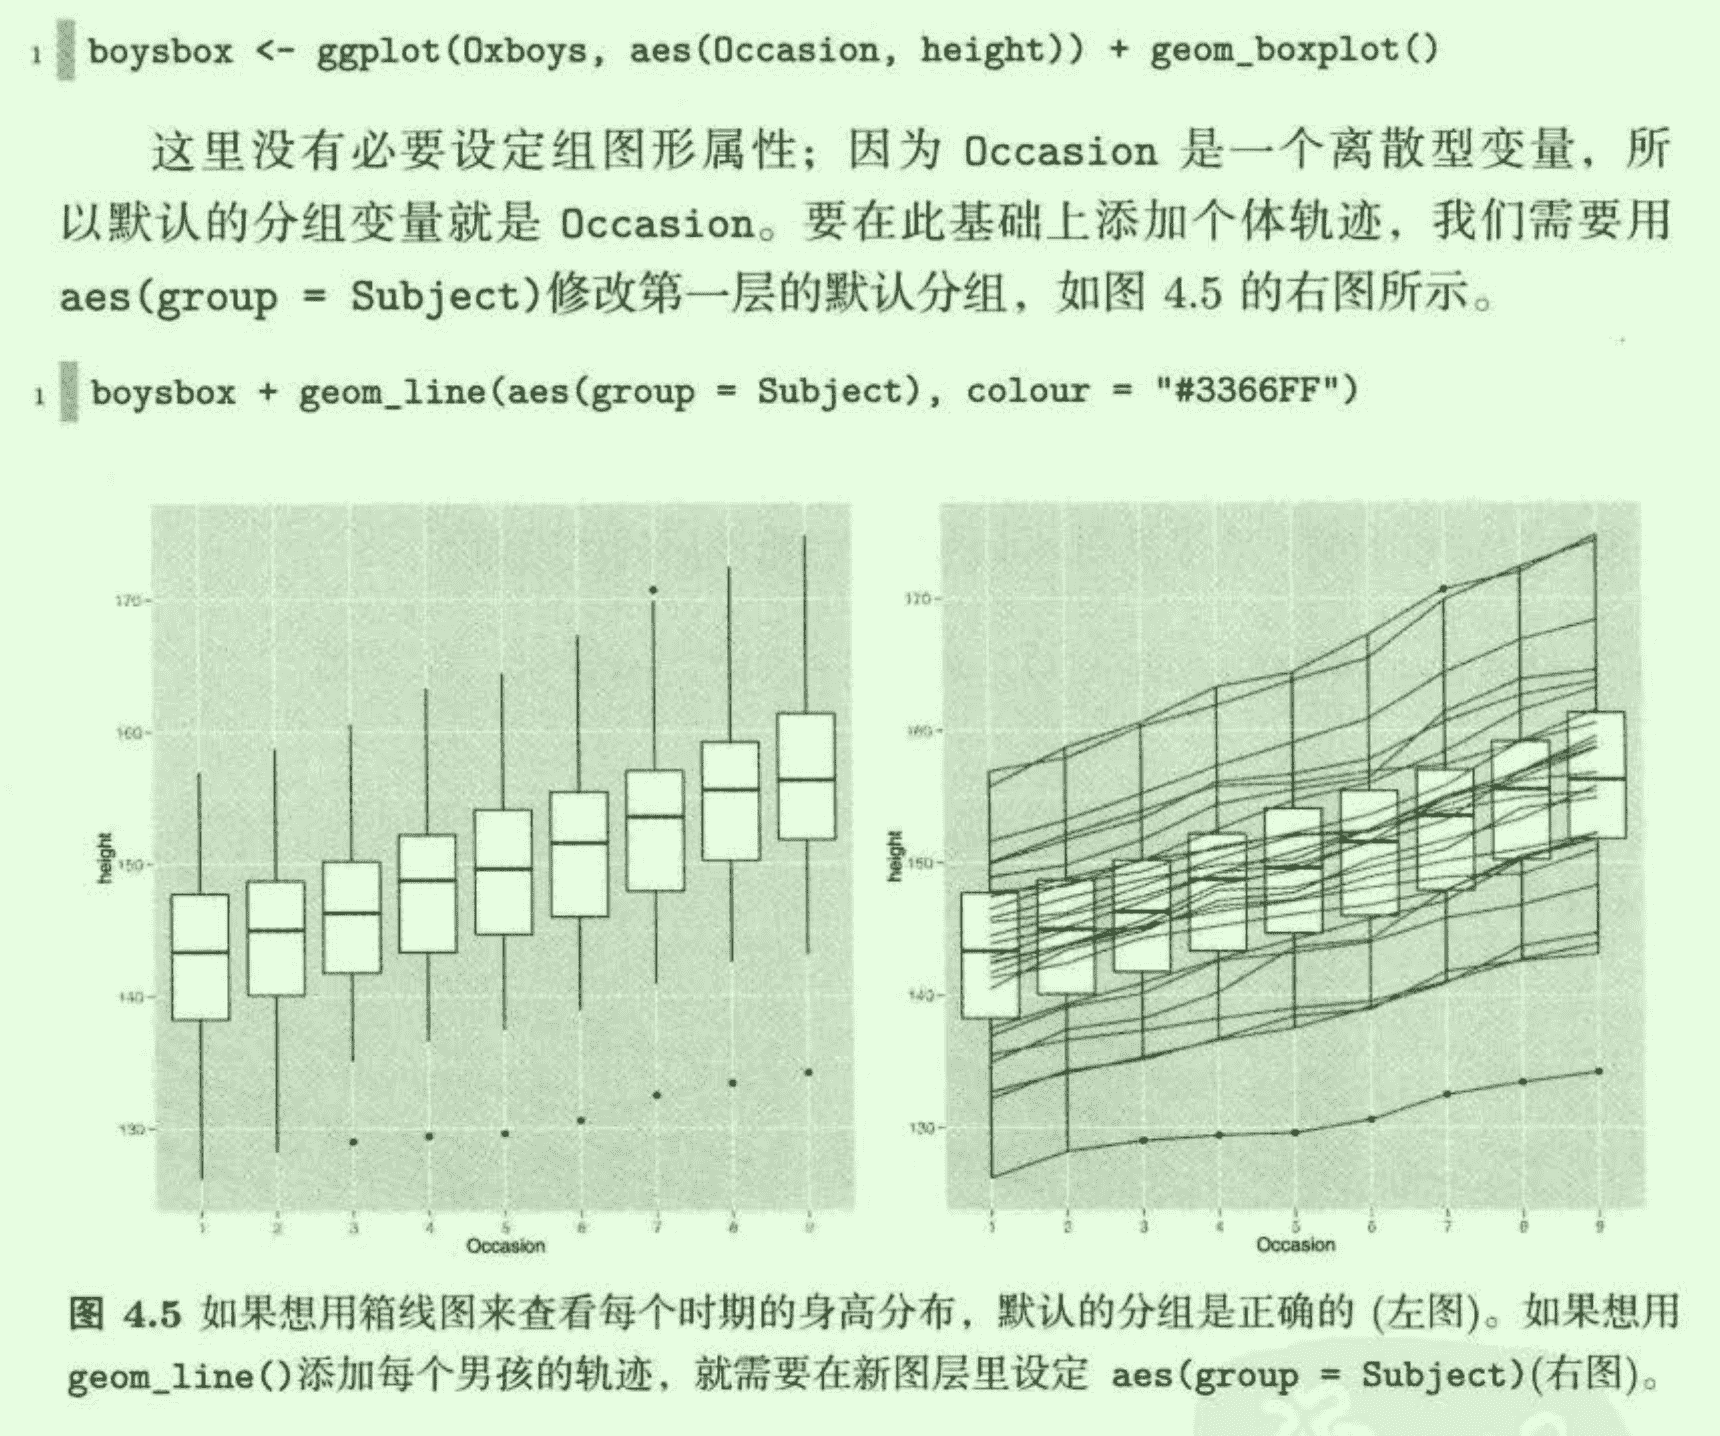 1 boysbox <- ggplot(Oxboys, aes(Occasion, height)) + geom_boxplot()
这里没有必要设定组图形属性；因为 Occasion 是一个离散型变量，所
以默认的分组变量就是 Occasion。要在此基础上添加个体轨迹，我们需要用
aes(group = Subject)修改第一层的默认分组，如图 4.5 的右图所示。
1 boysbox + geom_line(aes(group = Subject), colour = "#3366FF")
170
160
150
140
130
height
1 2 3 4 5 6 7 8 9
Occasion
170
160
150
140
130
height
1 2 3 4 5 6 7 8 9
Occasion
图 4.5 如果想用箱线图来查看每个时期的身高分布，默认的分组是正确的 (左图)。如果想用
geom_line()添加每个男孩的轨迹，就需要在新图层里设定 aes(group = Subject)(右图)。